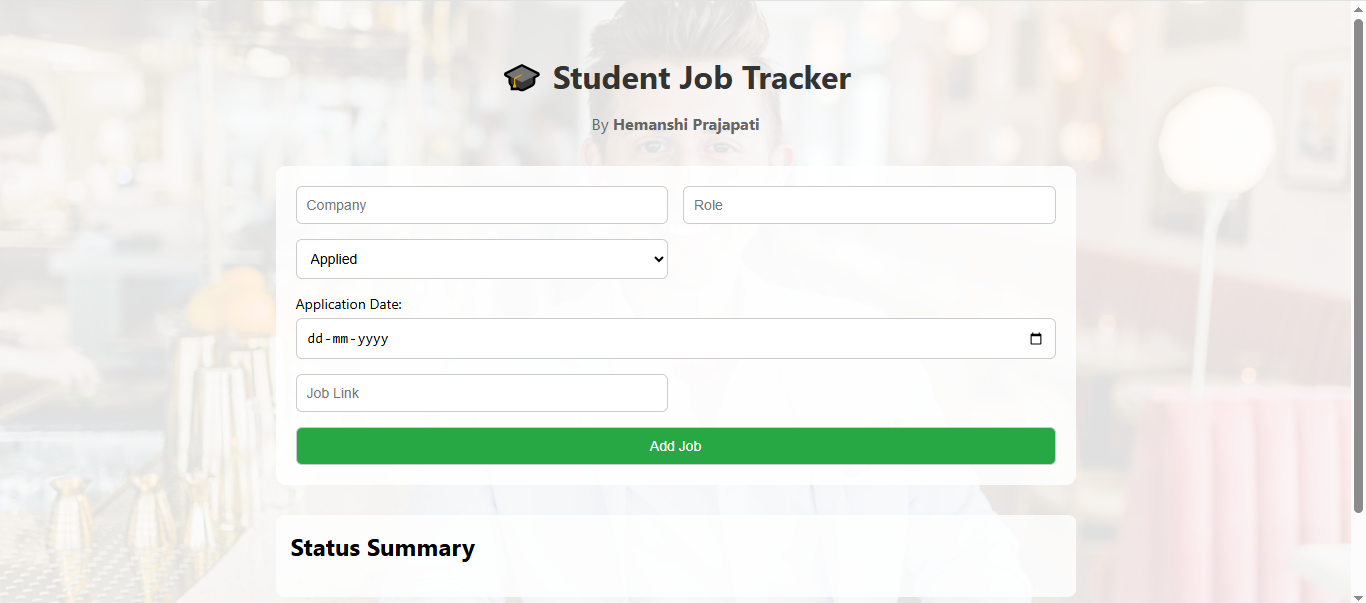 🎓 Student Job Tracker
By Hemanshi Prajapati
Company
Role
Applied
Application Date:
dd-mm-yyyy
Job Link
Add Job
Status Summary